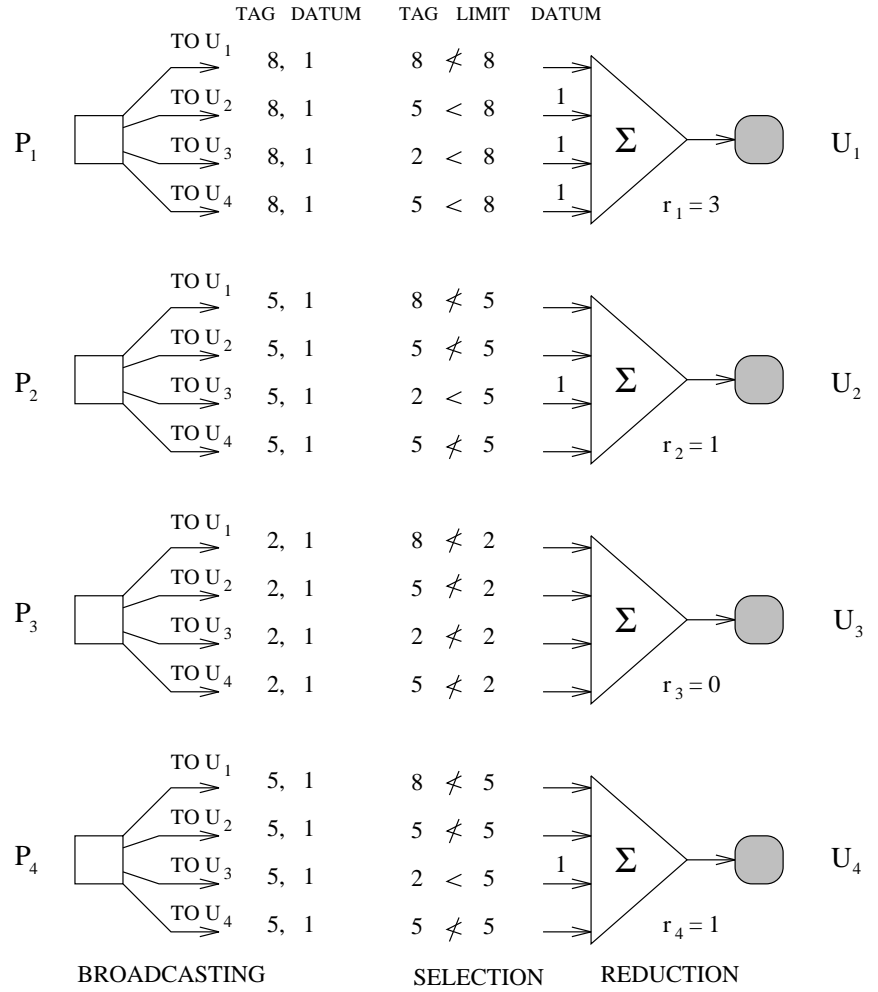 TAG DATUM TAG LIMIT DATUM
TO U1 8, 1 8 ≮ 8
TO U2 8, 1 5 < 8 1
P1 Σ U1
TO U3 8, 1 2 < 8 1
TO U4 8, 1 5 < 8 1
r1 = 3
TO U1 5, 1 8 ≮ 5
TO U2 5, 1 5 ≮ 5
P2 Σ U2
TO U3 5, 1 2 < 5 1
TO U4 5, 1 5 ≮ 5
r2 = 1
TO U1 2, 1 8 ≮ 2
TO U2 2, 1 5 ≮ 2
P3 Σ U3
TO U3 2, 1 2 ≮ 2
TO U4 2, 1 5 ≮ 2
r3 = 0
TO U1 5, 1 8 ≮ 5
TO U2 5, 1 5 ≮ 5
P4 Σ U4
TO U3 5, 1 2 < 5 1
TO U4 5, 1 5 ≮ 5
r4 = 1
BROADCASTING SELECTION REDUCTION